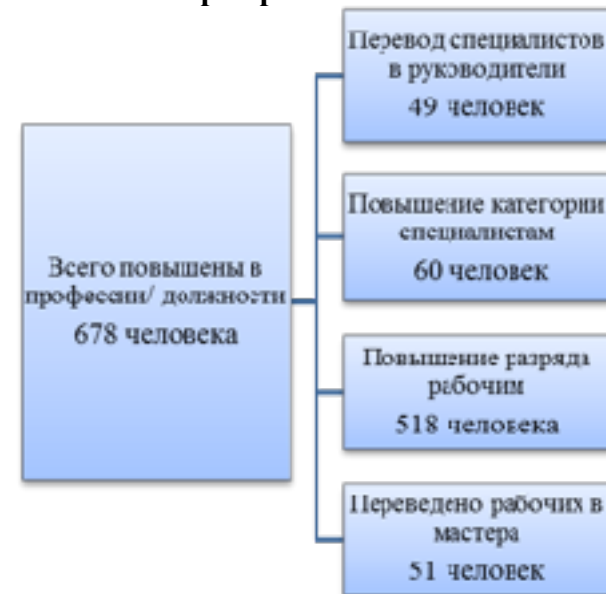 Всего повышены в
профессии/ должности
678 человека
Перевод специалистов
в руководители
49 человек
Повышение категории
специалистам
60 человек
Повышение разряда
рабочим
518 человека
Переведено рабочих в
мастера
51 человек